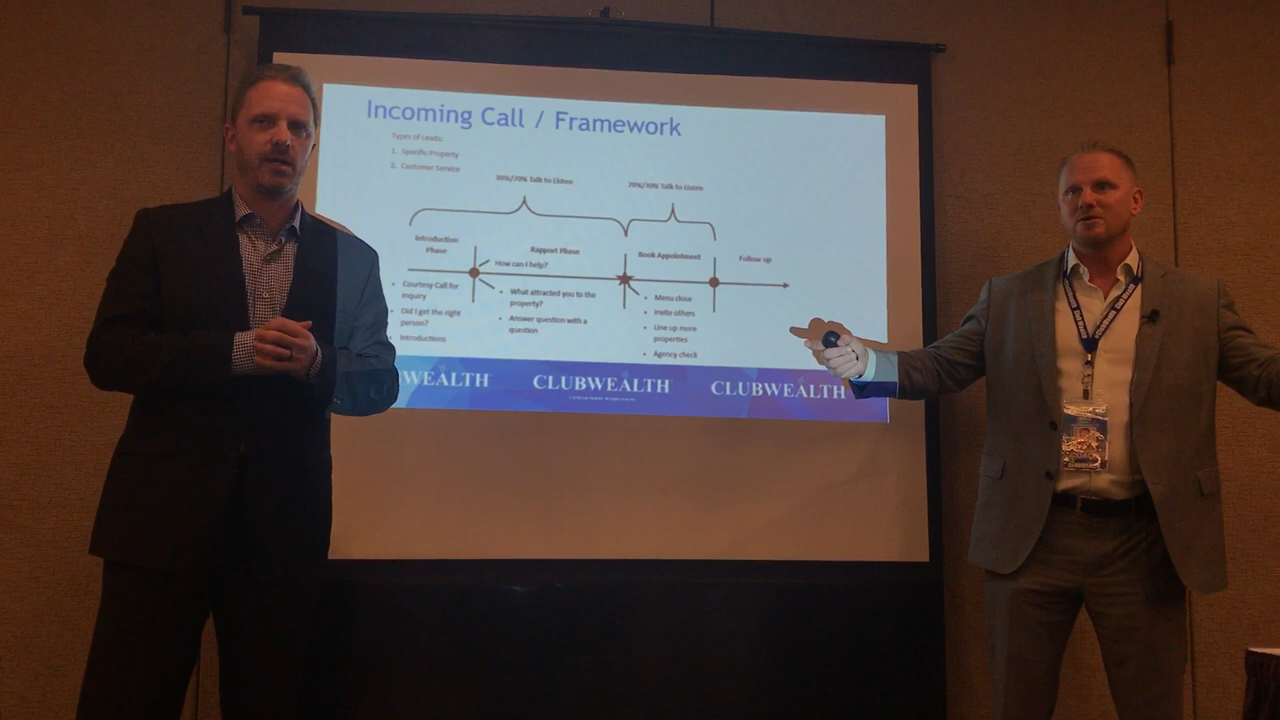 Incoming Call / Framework
Types of Leads:
1. Specific Property
2. Customer Service
30%/70% Talk to Listen
70%/30% Talk to Listen
Introduction
Phase
Rapport Phase
Book Appointment
Follow up
How can I help?
• Courtesy Call for
inquiry
• Did I get the right
person?
Introductions
• What attracted you to the
property?
• Answer question with a
question
• Menu close
• Invite others
• Line up more
properties
• Agency check
WEALTH
CLUBWEALTH
CLUBWEALTH